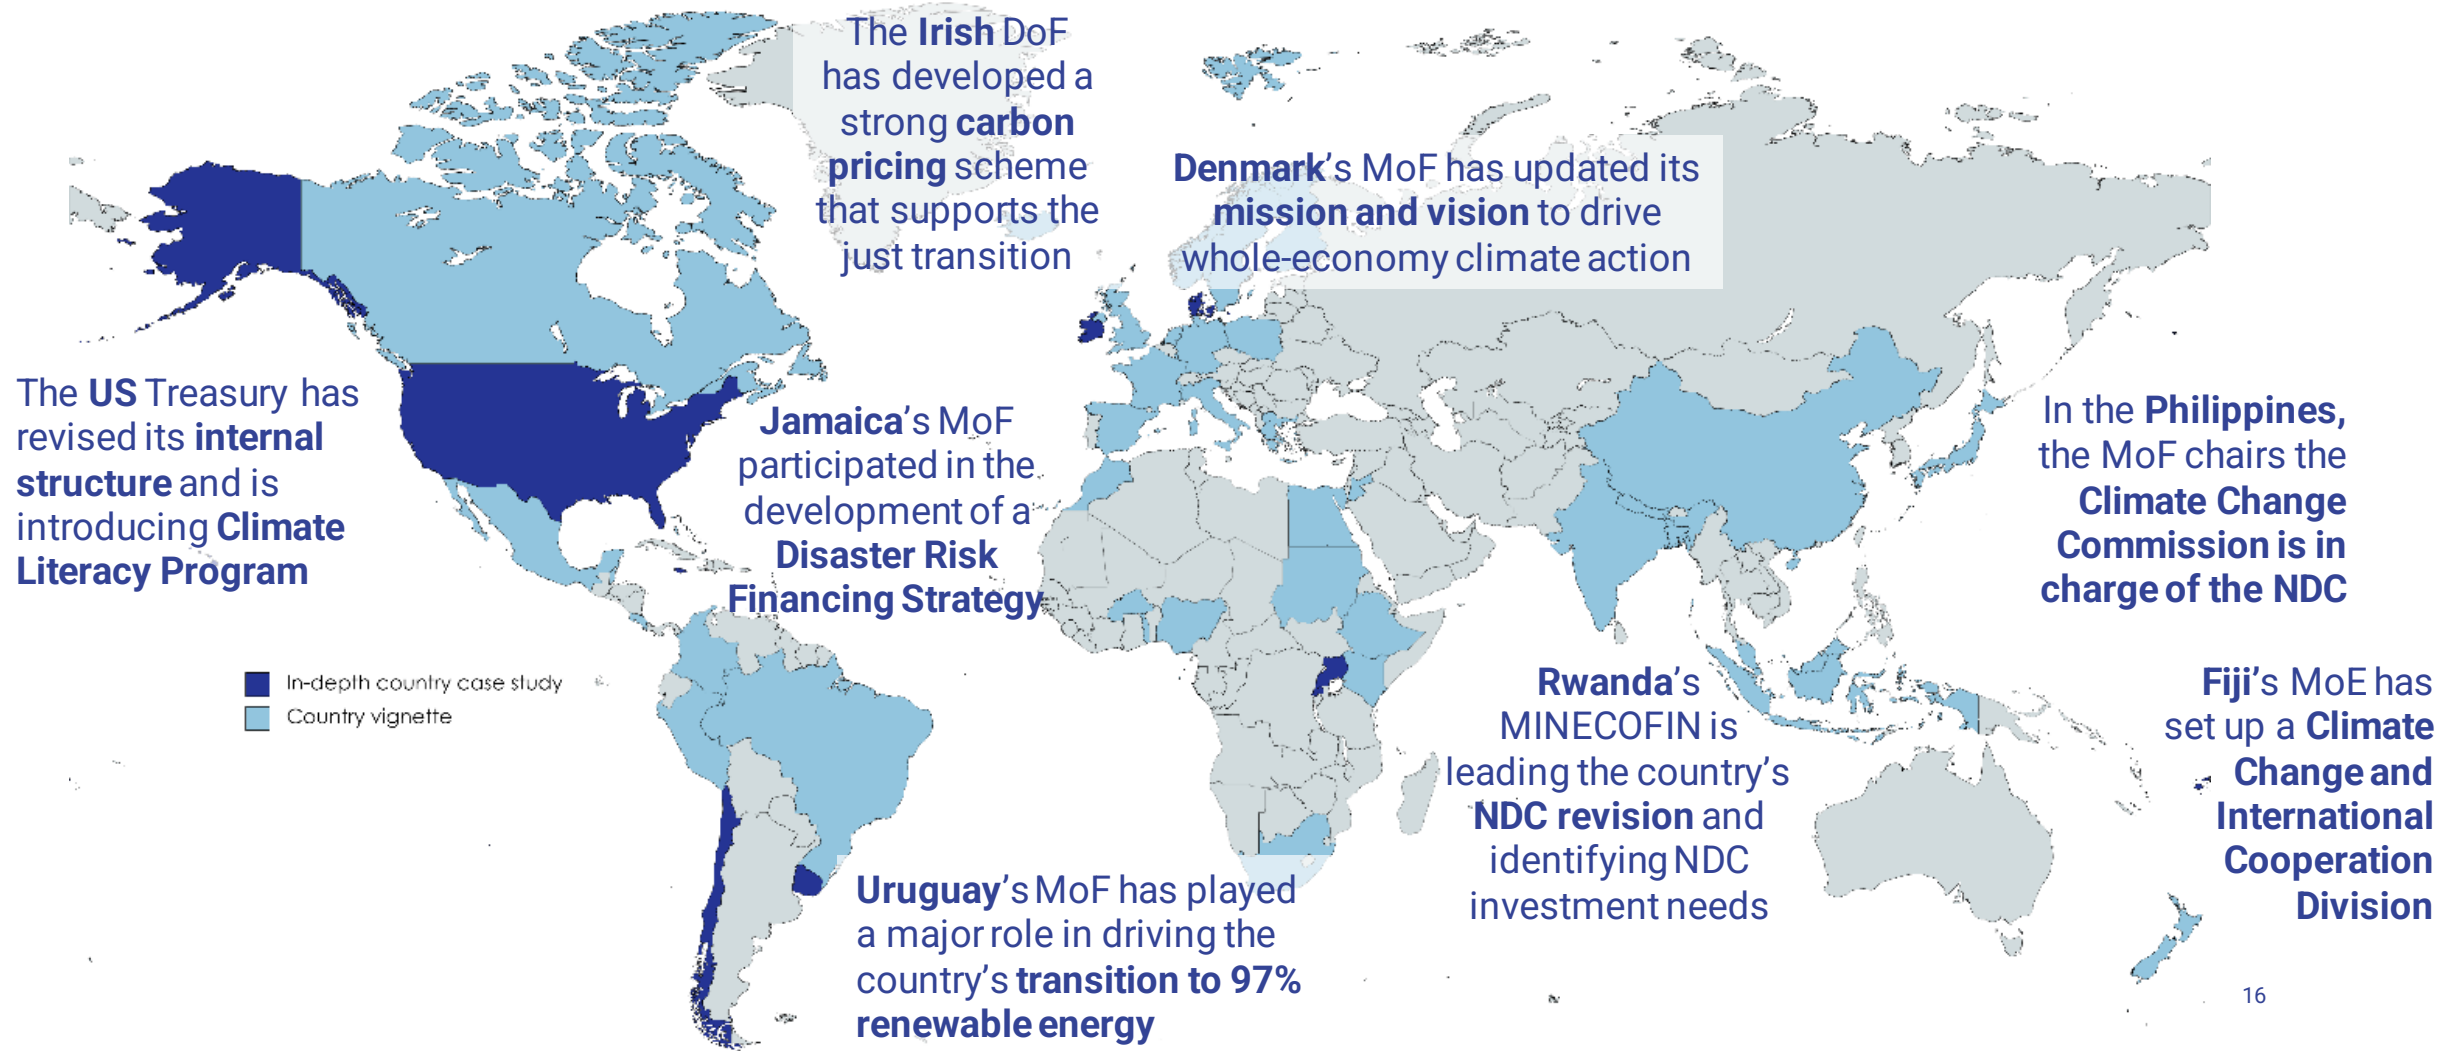 The Irish DoF
has developed a
strong carbon
pricing scheme
that supports the
just transition
Denmark's MoF has updated its
mission and vision to drive
whole-economy climate action
The US Treasury has
revised its internal
structure and is
introducing Climate
Literacy Program
Jamaica's MoF
participated in the
development of a
Disaster Risk
Financing Strategy
In the Philippines,
the MoF chairs the
Climate Change
Commission is in
charge of the NDC
In-depth country case study
Country vignette
Rwanda's
MINECOFIN is
leading the country's
NDC revision and
identifying NDC
investment needs
Fiji's MoE has
set up a Climate
Change and
International
Cooperation
Division
Uruguay's MoF has played
a major role in driving the
country's transition to 97%
renewable energy
16